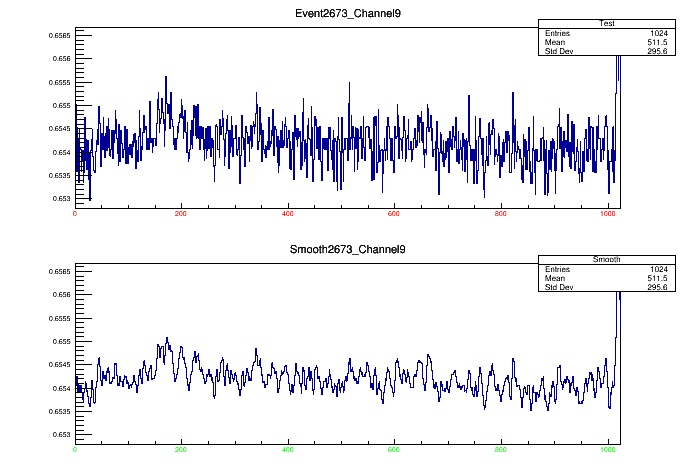 Event2673_Channel9
Test
Entries 1024
Mean 511.5
Std Dev 295.6
0.6565
0.656
0.6555
0.655
0.6545
0.654
0.6535
0.653
0 200 400 600 800 1000
Smooth2673_Channel9
Smooth
Entries 1024
Mean 511.5
Std Dev 295.6
0.6565
0.656
0.6555
0.655
0.6545
0.654
0.6535
0.653
0 200 400 600 800 1000